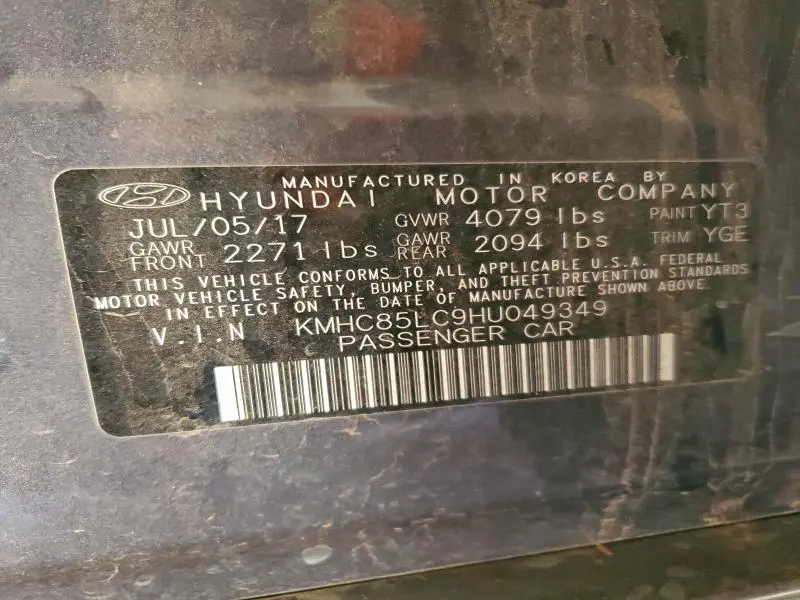 MANUFACTURED IN KOREA BY
HYUNDAI MOTOR COMPANY
JUL/05/17 GVWR 4079 lbs PAINT YT3
GAWR FRONT 2271 lbs GAWR REAR 2094 lbs TRIM YGE
THIS VEHICLE CONFORMS TO ALL APPLICABLE U.S.A. FEDERAL
MOTOR VEHICLE SAFETY, BUMPER, AND THEFT PREVENTION STANDARDS
IN EFFECT ON THE DATE OF MANUFACTURE SHOWN ABOVE.
V.I.N KMHC85LC9HU049349
PASSENGER CAR